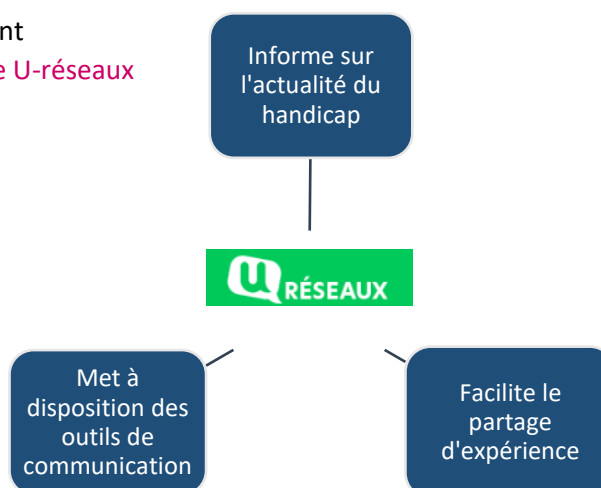 nt
e U-réseaux
Informe sur
l'actualité du
handicap
U RÉSEAUX
Met à
disposition des
outils de
communication
Facilite le
partage
d'expérience